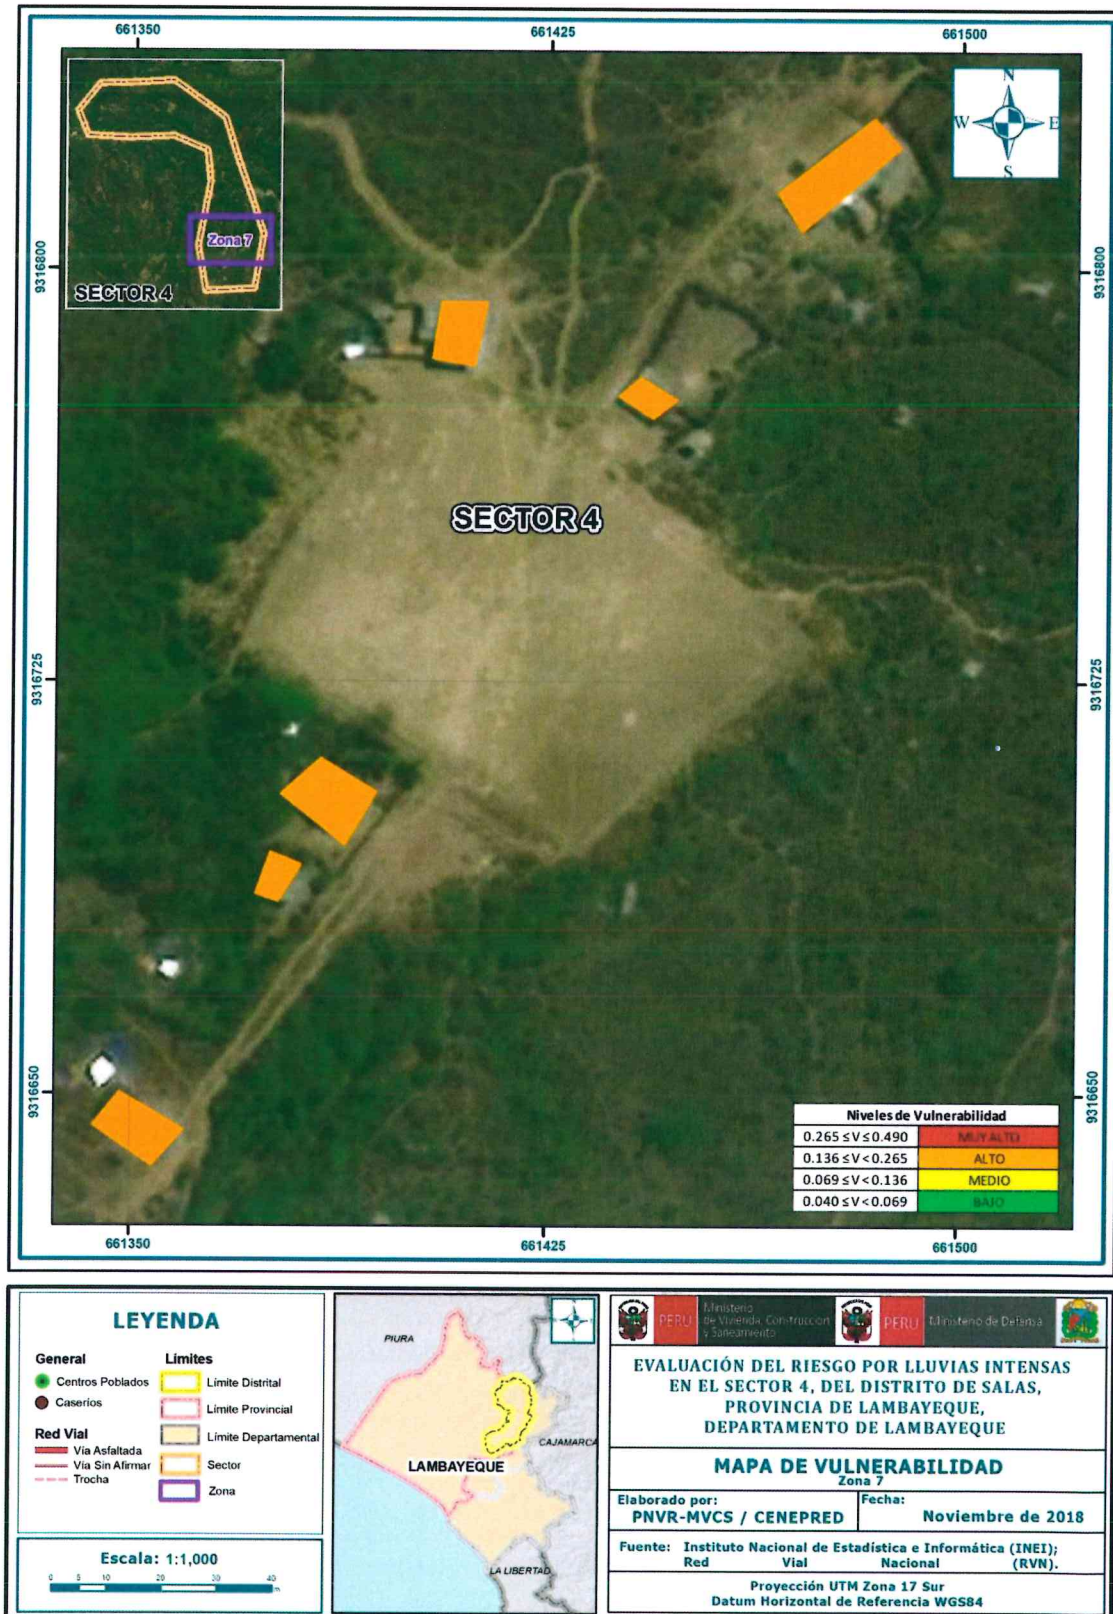 661350
661425
661500
N
W
E
S
Zona 7
SECTOR 4
9316800
9316800
SECTOR 4
9316725
9316725
9316650
9316650
Niveles de Vulnerabilidad
0.265 ≤ V ≤ 0.490 MUY ALTO
0.136 ≤ V < 0.265 ALTO
0.069 ≤ V < 0.136 MEDIO
0.040 ≤ V < 0.069 BAJO
661350
661425
661500
LEYENDA
General
Centros Poblados
Caseríos
Red Vial
Vía Asfaltada
Vía Sin Afirmar
Trocha
Límites
Límite Distrital
Límite Provincial
Límite Departamental
Sector
Zona
Escala: 1:1,000
0 5 10 20 30 40
m
PIURA
CAJAMARCA
LAMBAYEQUE
LA LIBERTAD
PERÚ
Ministerio
de Vivienda, Construcción
y Saneamiento
PERÚ
Ministerio de Defensa
EVALUACIÓN DEL RIESGO POR LLUVIAS INTENSAS
EN EL SECTOR 4, DEL DISTRITO DE SALAS,
PROVINCIA DE LAMBAYEQUE,
DEPARTAMENTO DE LAMBAYEQUE
MAPA DE VULNERABILIDAD
Zona 7
Elaborado por:
PNVR-MVCS / CENEPRED
Fecha:
Noviembre de 2018
Fuente: Instituto Nacional de Estadística e Informática (INEI);
Red Vial Nacional (RVN).
Proyección UTM Zona 17 Sur
Datum Horizontal de Referencia WGS84